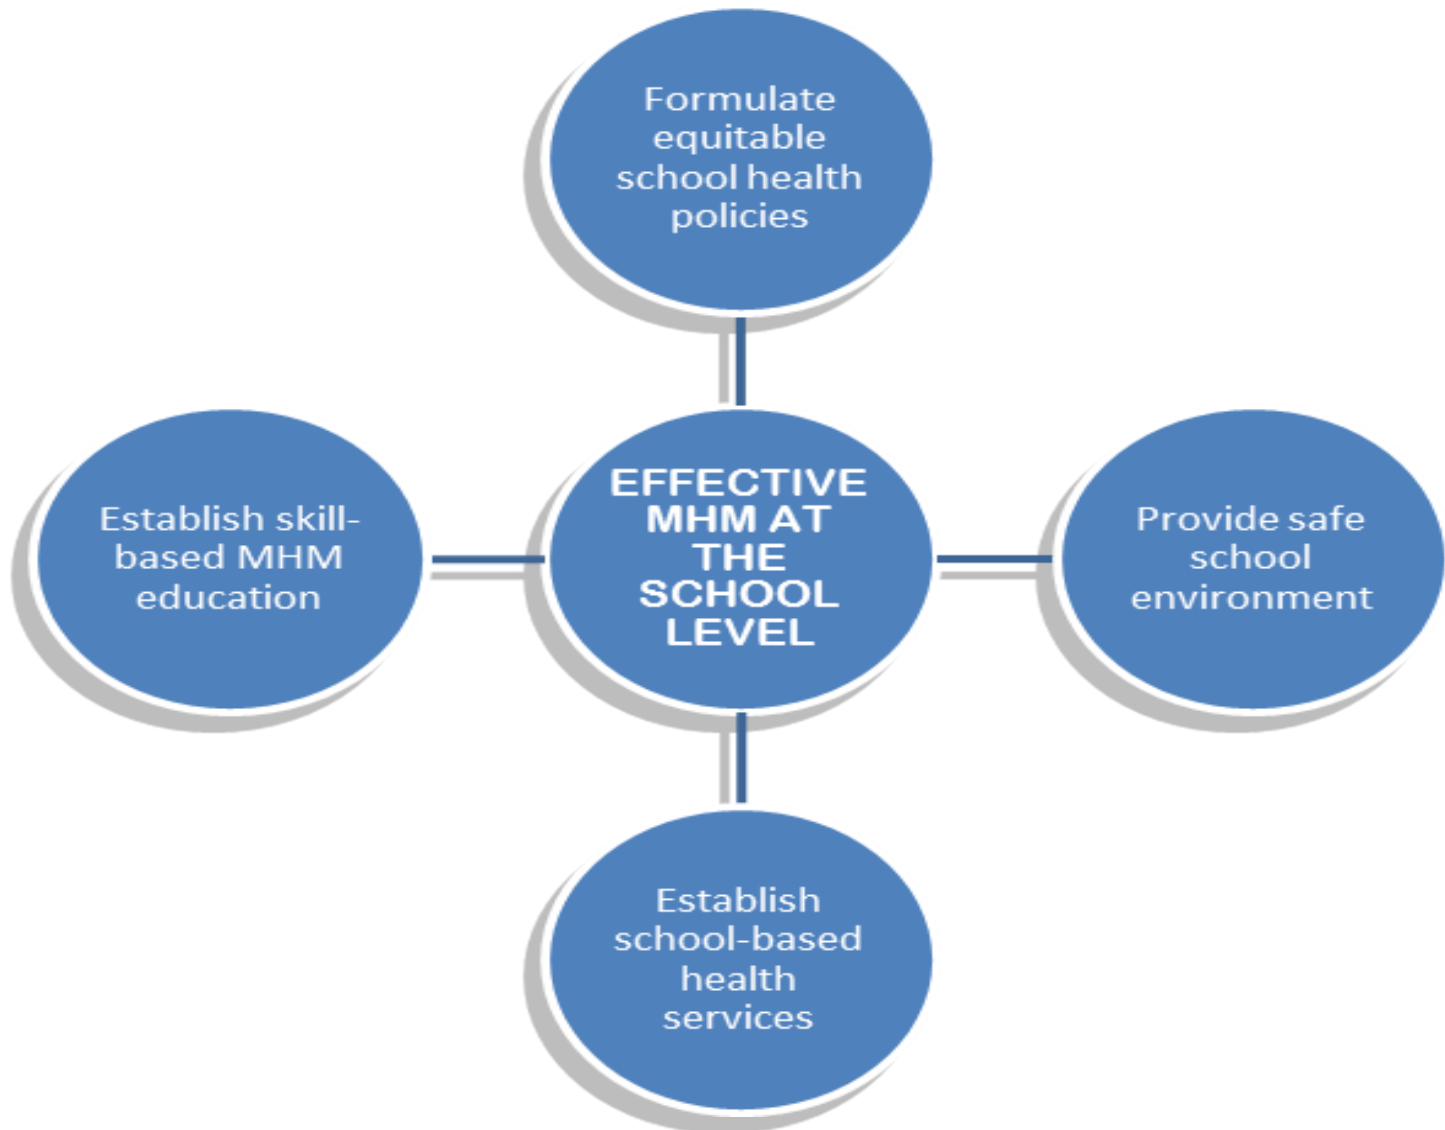 Formulate
equitable
school health
policies
Establish skill-
based MHM
education
EFFECTIVE
MHM AT
THE
SCHOOL
LEVEL
Provide safe
school
environment
Establish
school-based
health
services